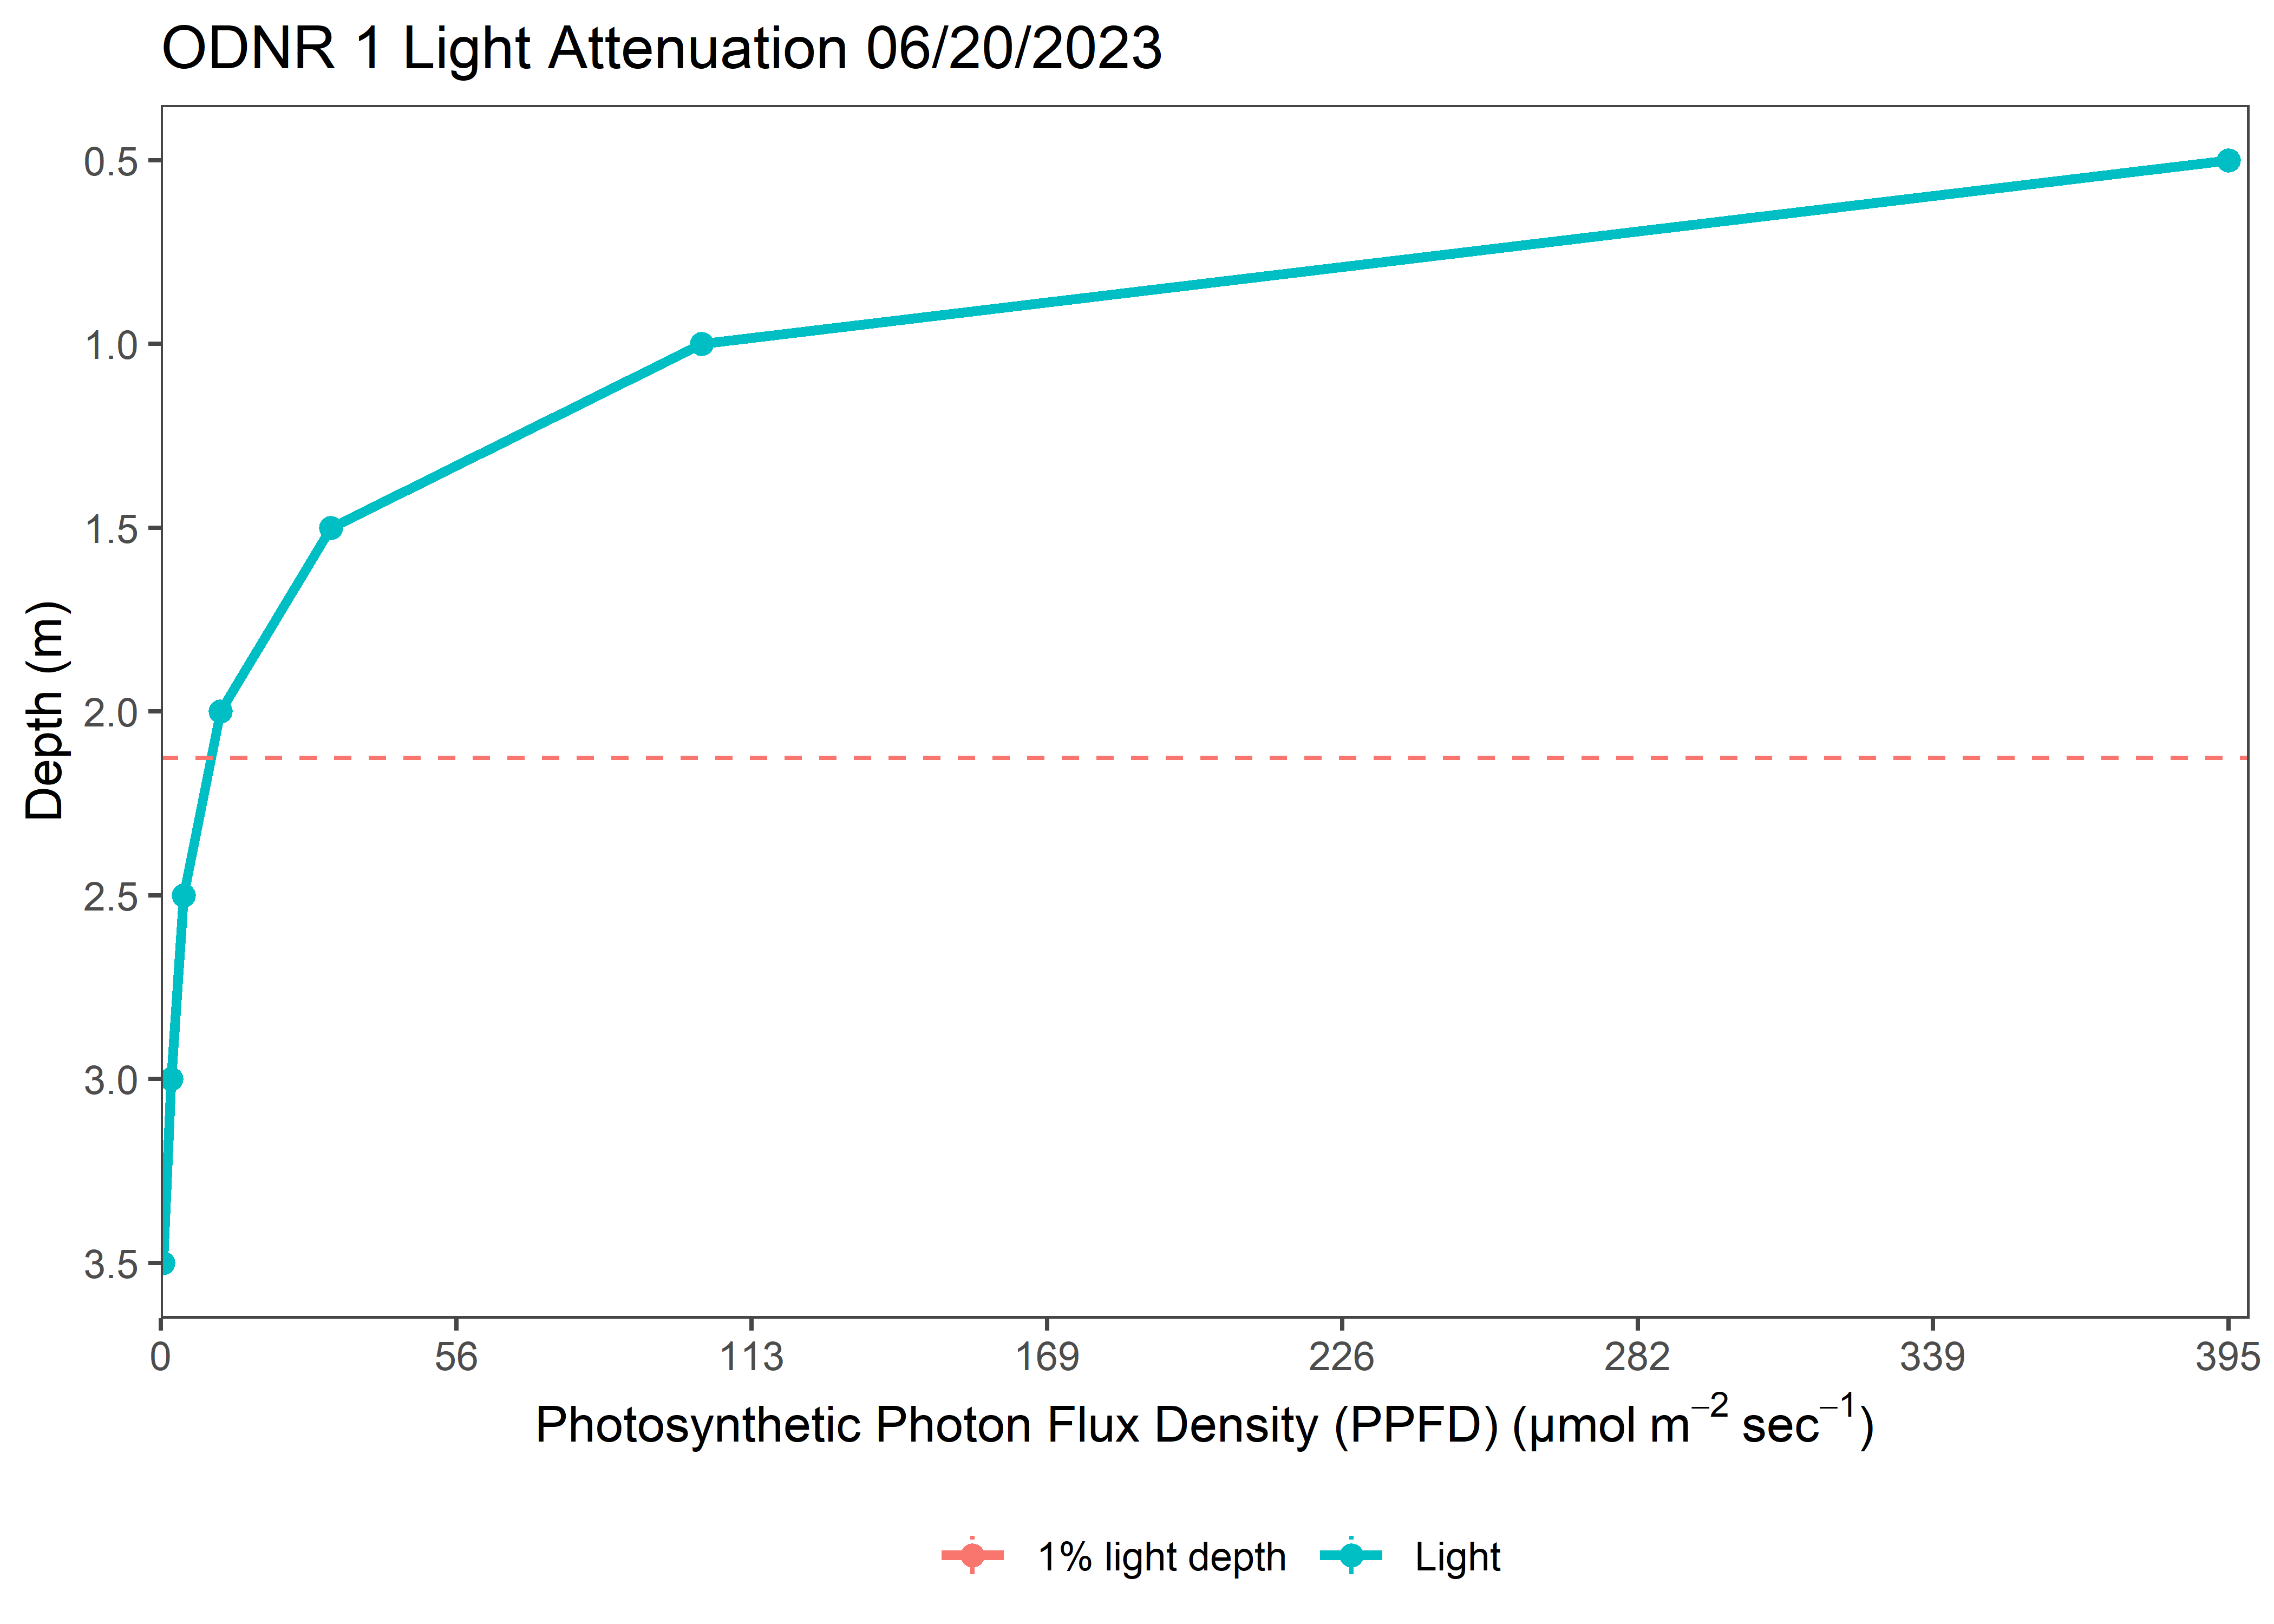 ODNR 1 Light Attenuation 06/20/2023
0.5
1.0
1.5
2.0
2.5
3.0
3.5
Depth (m)
0 56 113 169 226 282 339 395
Photosynthetic Photon Flux Density (PPFD) (µmol m⁻² sec⁻¹)
1% light depth Light